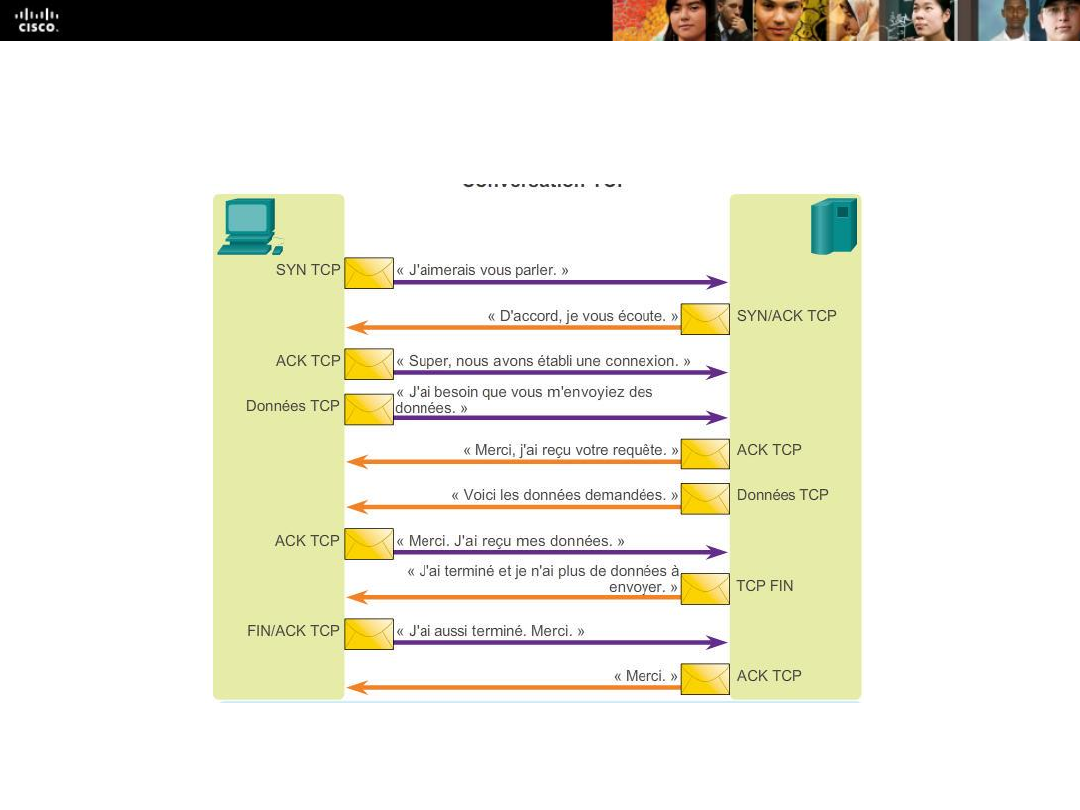 CISCO.
Conversation TCP
SYN TCP
« J'aimerais vous parler. »
« D'accord, je vous écoute. »
SYN/ACK TCP
ACK TCP
« Super, nous avons établi une connexion. »
« J'ai besoin que vous m'envoyiez des
Données TCP
données. »
« Merci, j'ai reçu votre requête. »
ACK TCP
« Voici les données demandées. »
Données TCP
ACK TCP
« Merci. J'ai reçu mes données. »
« J'ai terminé et je n'ai plus de données à
envoyer. »
TCP FIN
FIN/ACK TCP
« J'ai aussi terminé. Merci. »
« Merci. »
ACK TCP